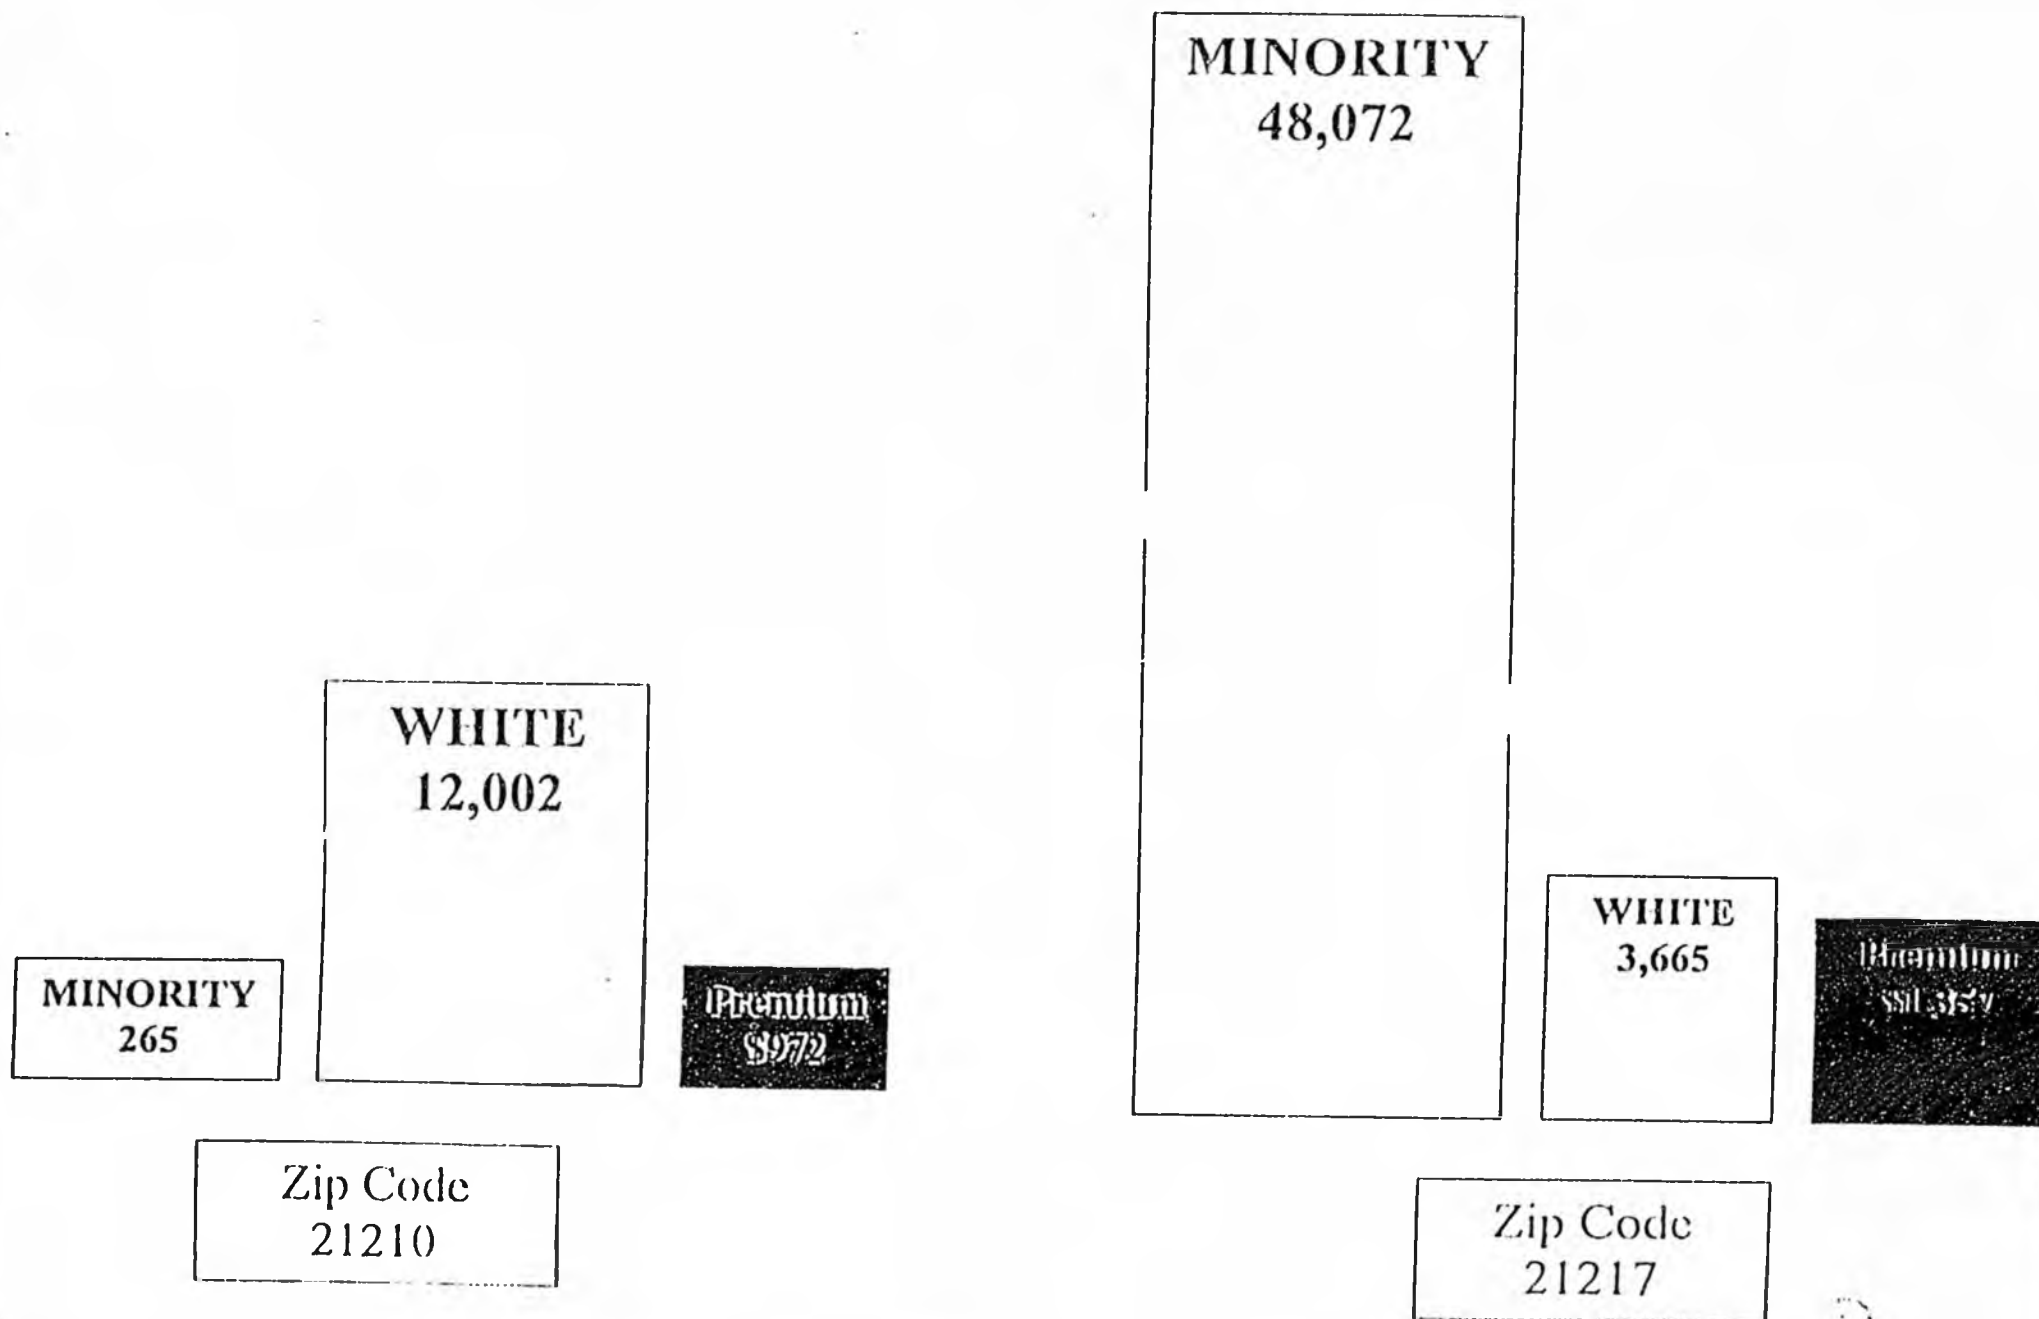 MINORITY
265
WHITE
12,002
Premium
$972
Zip Code
21210
MINORITY
48,072
WHITE
3,665
Premium
Zip Code
21217